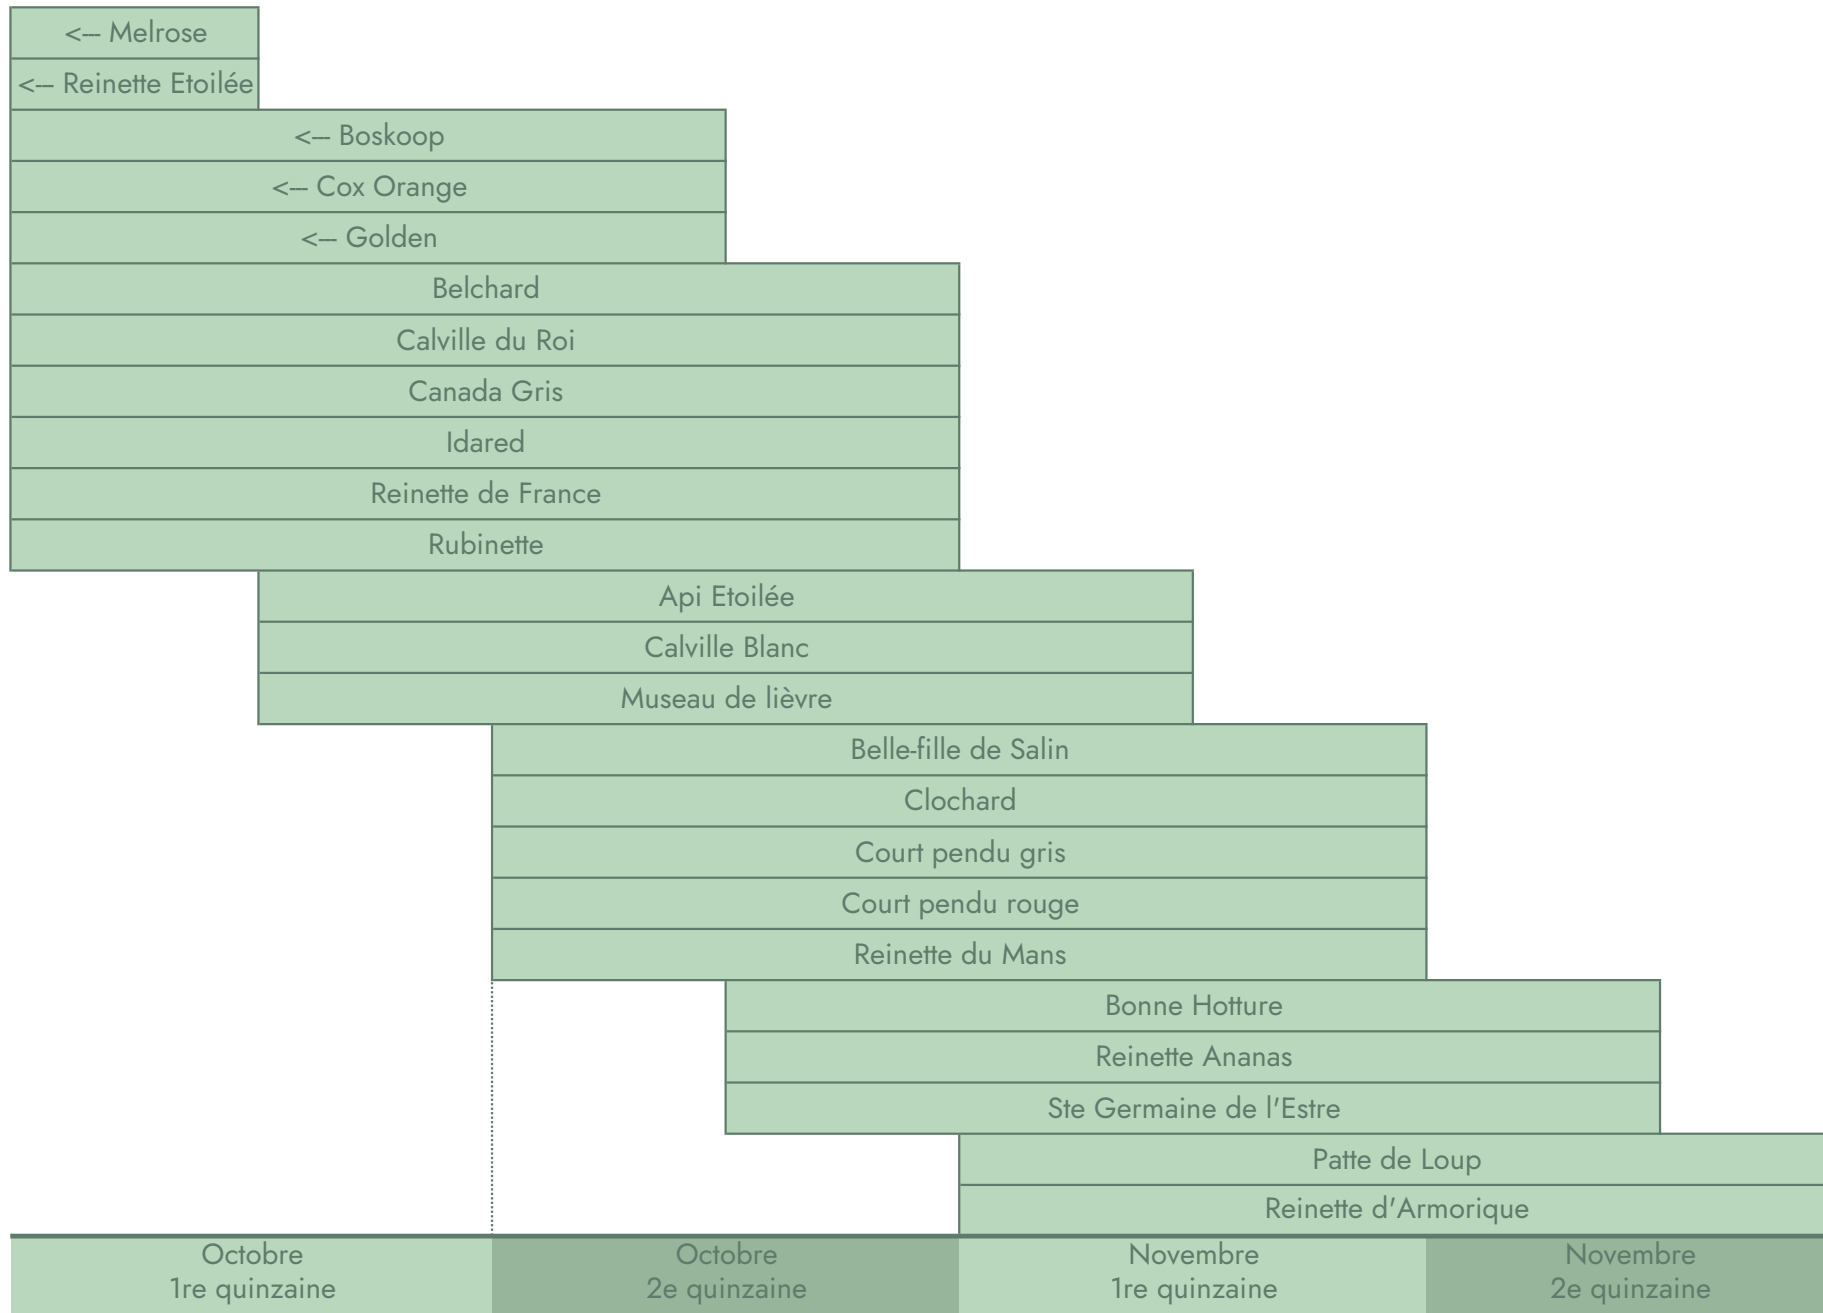 <-- Melrose
<-- Reinette Etoilée
<-- Boskoop
<-- Cox Orange
<-- Golden
Belchard
Calville du Roi
Canada Gris
Idared
Reinette de France
Rubinette
Api Etoilée
Calville Blanc
Museau de lièvre
Belle-fille de Salin
Clochard
Court pendu gris
Court pendu rouge
Reinette du Mans
Bonne Hotture
Reinette Ananas
Ste Germaine de l'Estre
Patte de Loup
Reinette d'Armorique
Octobre
1re quinzaine
Octobre
2e quinzaine
Novembre
1re quinzaine
Novembre
2e quinzaine